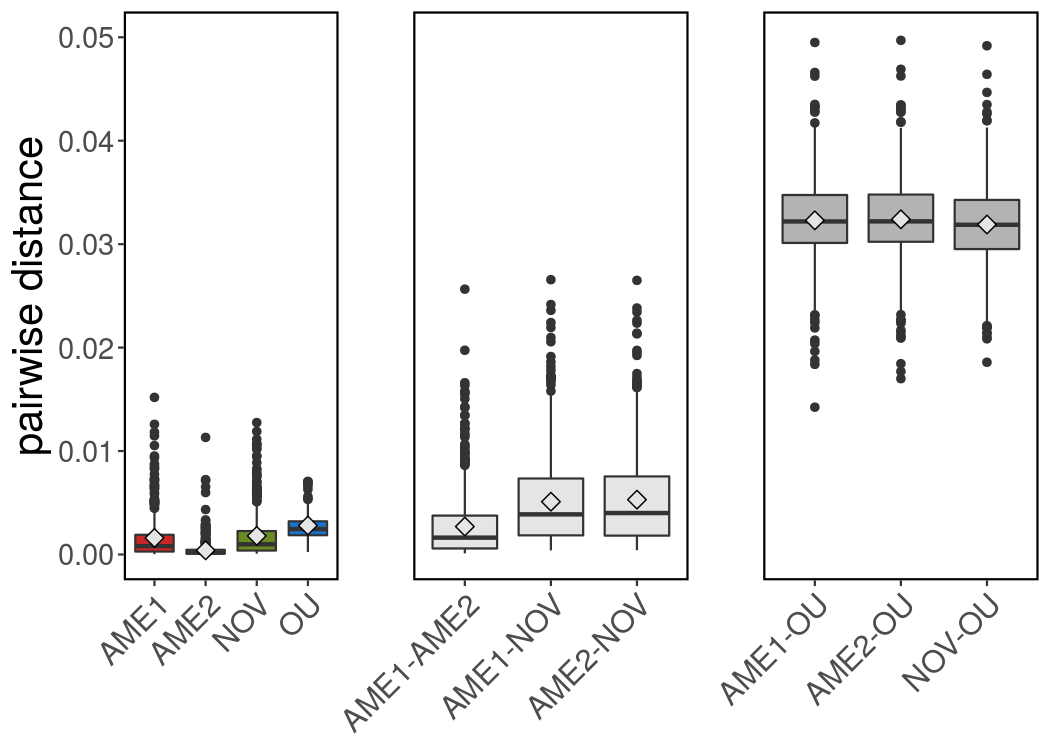 pairwise distance
0.05
0.04
0.03
0.02
0.01
0.00
AME1
AME2
NOV
OU
AME1-AME2
AME1-NOV
AME2-NOV
AME1-OU
AME2-OU
NOV-OU